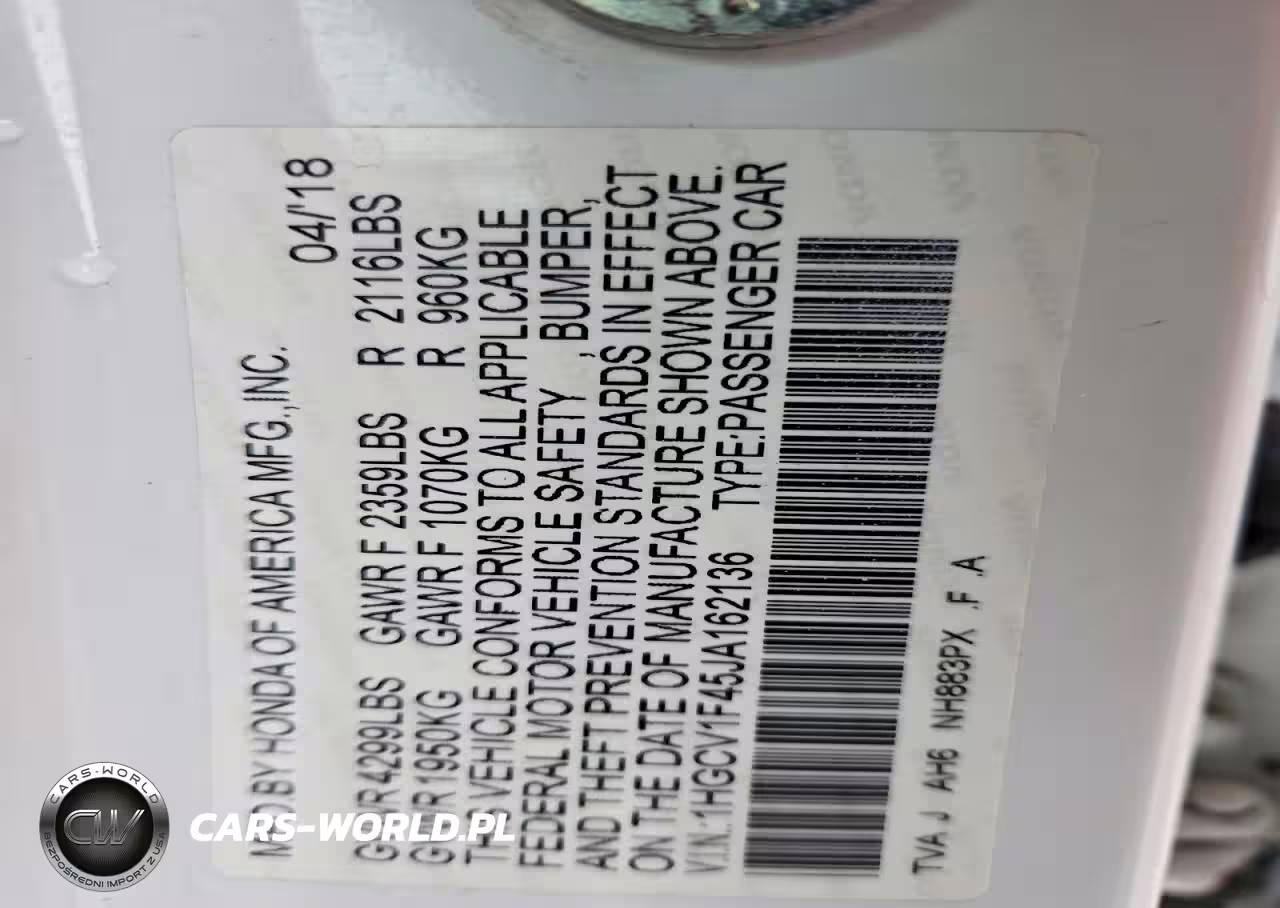 MFD BY HONDA OF AMERICA MFG.,INC.
04/'18
GVWR 4299LBS GAWR F 2359LBS R 2116LBS
GVWR 1950KG GAWR F 1070KG R 960KG
THIS VEHICLE CONFORMS TO ALL APPLICABLE
FEDERAL MOTOR VEHICLE SAFETY , BUMPER,
AND THEFT PREVENTION STANDARDS IN EFFECT
ON THE DATE OF MANUFACTURE SHOWN ABOVE.
V.I.N.:1HGCV1F45JA162136 TYPE:PASSENGER CAR
TVA J AH6 NH883PX .F .A
CARS-WORLD
CW
BEZPOŚREDNI IMPORT Z USA
CARS-WORLD.PL